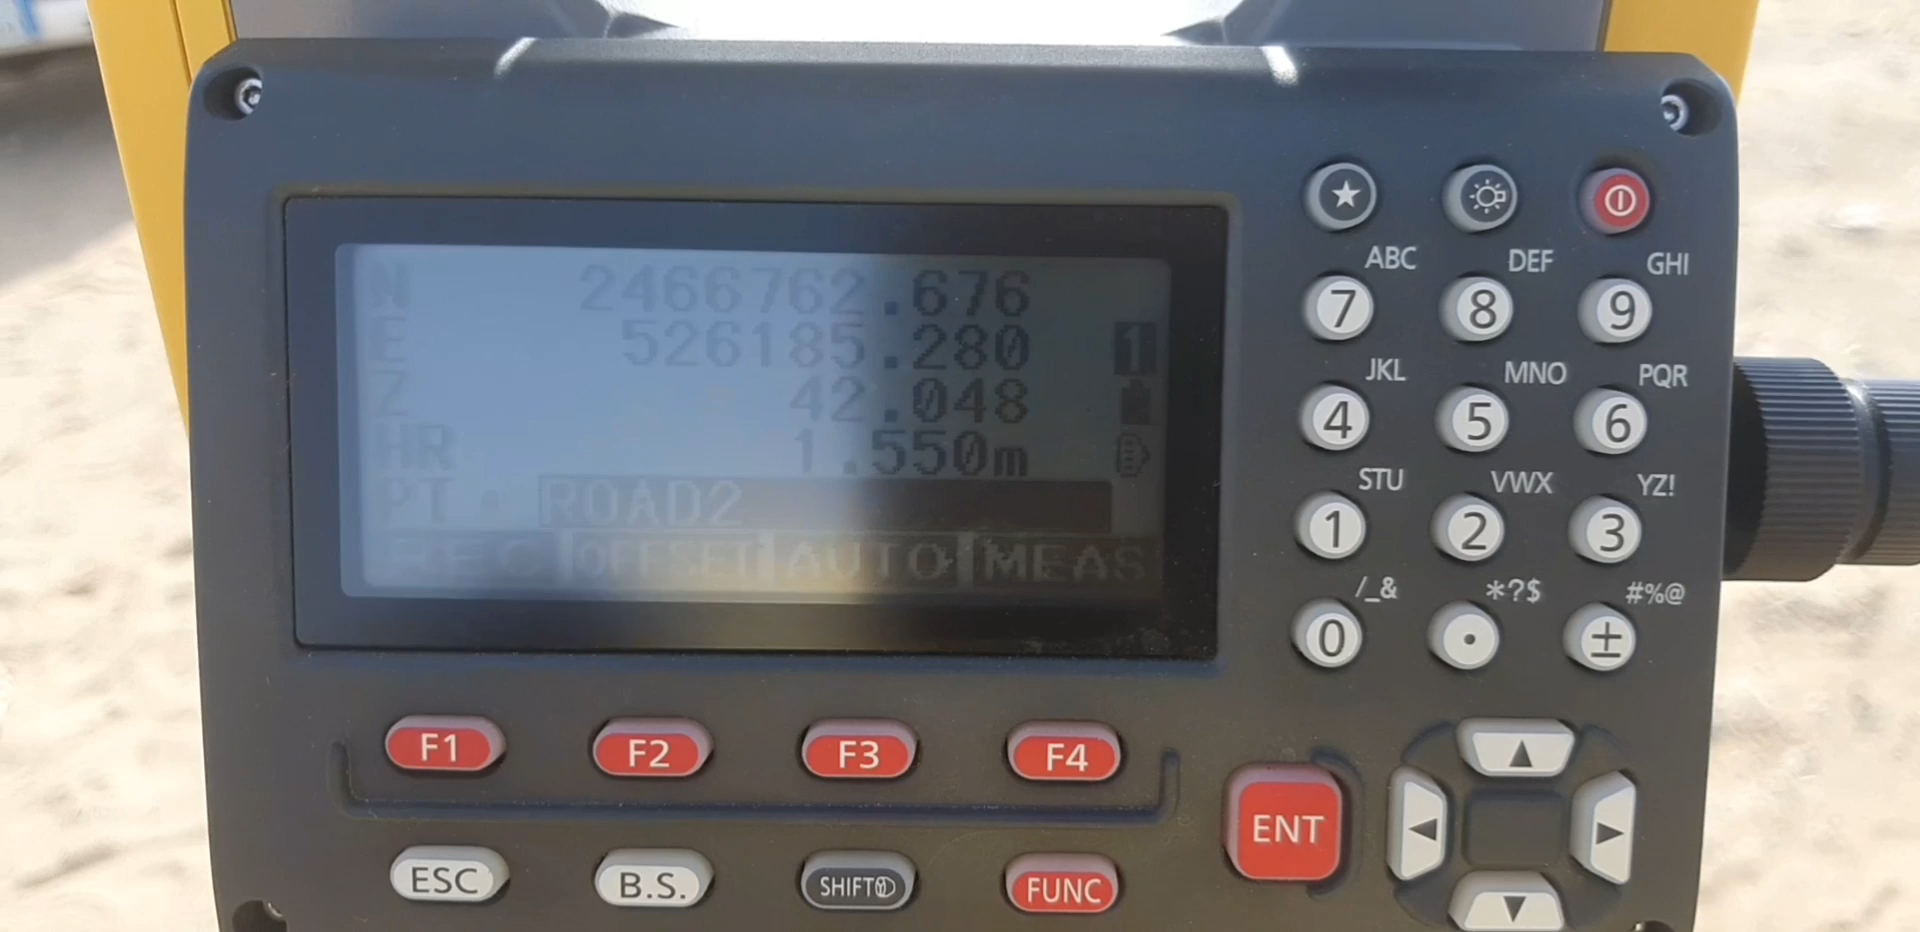 N 2466762.676
E 526185.280 1
Z 42.048
HR 1.550m
PT ROAD2
REC OFFSET AUTO MEAS
ABC DEF GHI
7 8 9
JKL MNO PQR
4 5 6
STU VWX YZ!
1 2 3
/_& *?$ #%@
0 . ±
F1 F2 F3 F4
ENT
ESC B.S. SHIFT FUNC